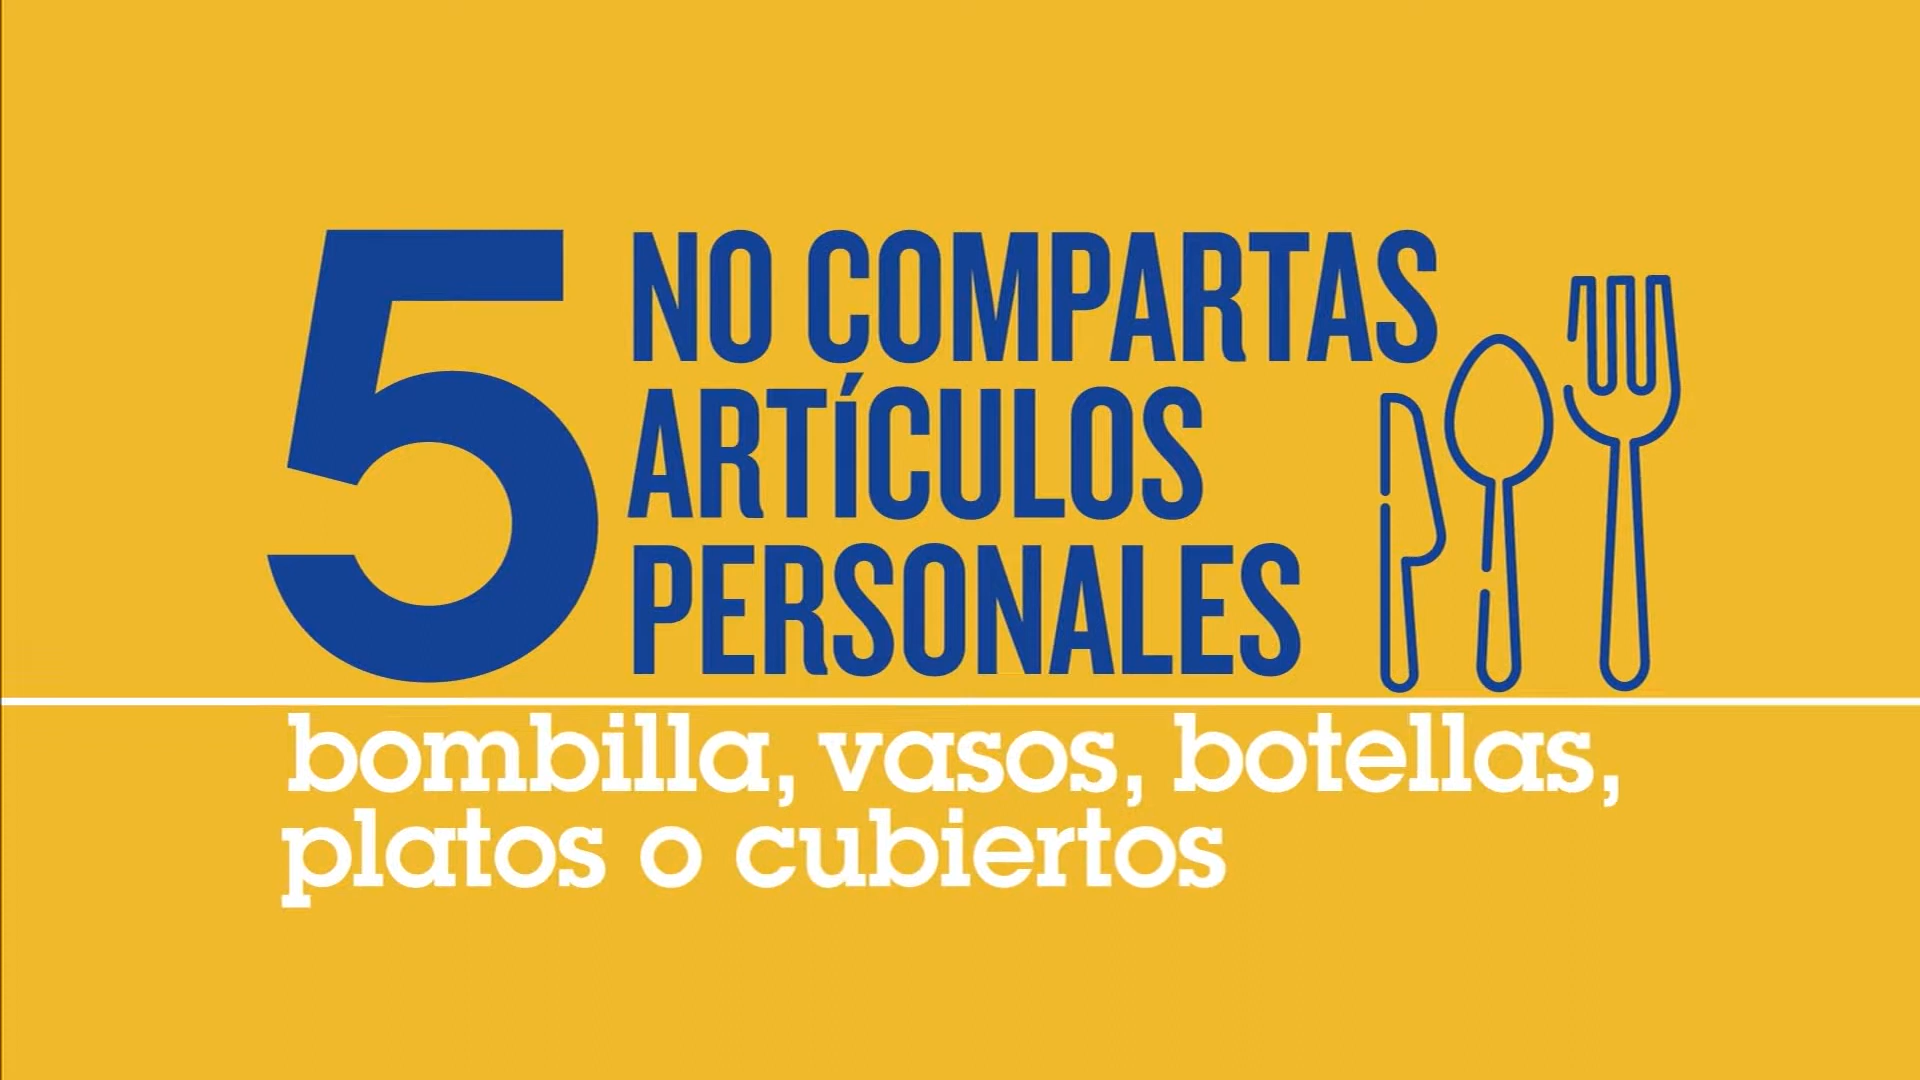 5
NO COMPARTAS
ARTÍCULOS
PERSONALES
bombilla, vasos, botellas,
platos o cubiertos